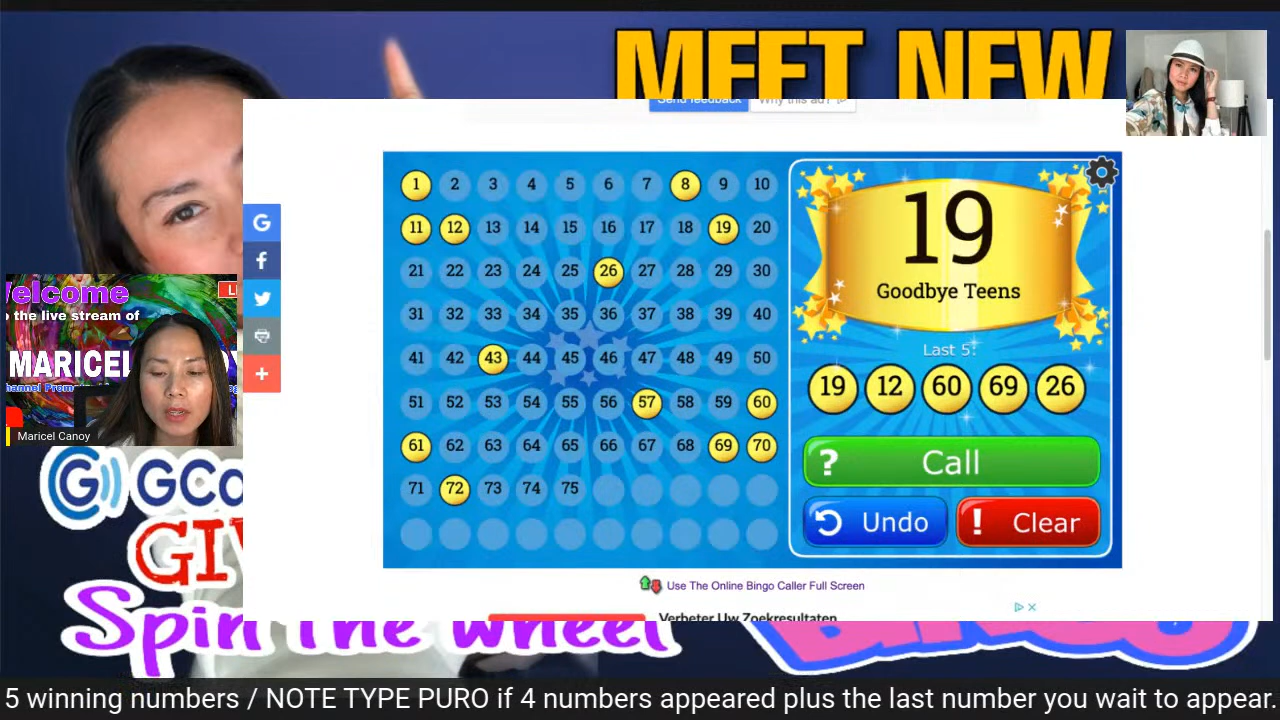 MEET NEW
Send feedback
Why this ad?
1 2 3 4 5 6 7 8 9 10
11 12 13 14 15 16 17 18 19 20
21 22 23 24 25 26 27 28 29 30
31 32 33 34 35 36 37 38 39 40
41 42 43 44 45 46 47 48 49 50
51 52 53 54 55 56 57 58 59 60
61 62 63 64 65 66 67 68 69 70
71 72 73 74 75
19
Goodbye Teens
Last 5:
19 12 60 69 26
? Call
Undo
! Clear
Use The Online Bingo Caller Full Screen
Verbeter Uw Zoekresultaten
elcome
the live stream of
MARICEL
Maricel Canoy
GCo
GIV
Spin the wheel
BINGO
5 winning numbers / NOTE TYPE PURO if 4 numbers appeared plus the last number you wait to appear.